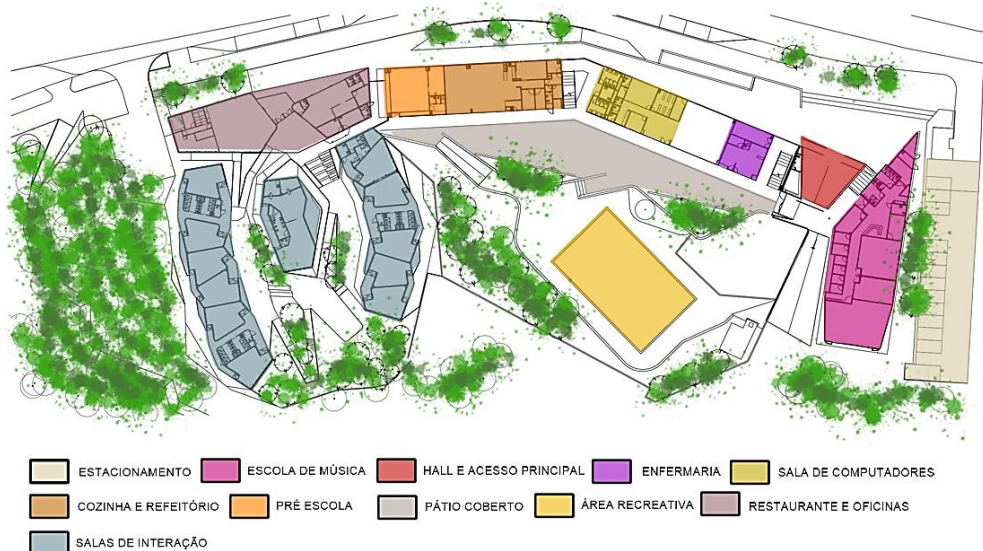 ESTACIONAMENTO ESCOLA DE MÚSICA HALL E ACESSO PRINCIPAL ENFERMARIA SALA DE COMPUTADORES
COZINHA E REFEITÓRIO PRÉ ESCOLA PÁTIO COBERTO ÁREA RECREATIVA RESTAURANTE E OFICINAS
SALAS DE INTERAÇÃO